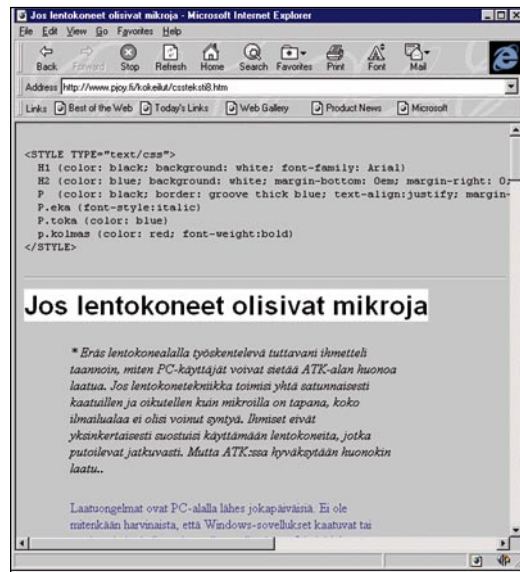 Jos lentokoneet olisivat mikroja - Microsoft Internet Explorer
File Edit View Go Favorites Help
Back Forward Stop Refresh Home Search Favorites Print Font Mail
Address http://www.pjoy.fi/kokeilut/cssteksti8.htm
Links Best of the Web Today's Links Web Gallery Product News Microsoft
<STYLE TYPE="text/css">
H1 (color: black; background: white; font-family: Arial)
H2 (color: blue; background: white; margin-bottom: 0em; margin-right: 0;
P (color: black; border: groove thick blue; text-align:justify; margin-
P.eka (font-style:italic)
P.toka (color: blue)
p.kolmas (color: red; font-weight:bold)
</STYLE>
Jos lentokoneet olisivat mikroja
* Eräs lentokonealalla työskentelevä tuttavani ihmetteli
taannoin, miten PC-käyttäjät voivat sietää ATK-alan huonoa
laatua. Jos lentokonetekniikka toimisi yhtä satunnaisesti
kaatuillen ja oikutellen kuin mikroilla on tapana, koko
ilmailualaa ei olisi voinut syntyä. Ihmiset eivät
yksinkertaisesti suostuisi käyttämään lentokoneita, jotka
putoilevat jatkuvasti. Mutta ATK:ssa hyväksytään huonokin
laatu..
Laatuongelmat ovat PC-alalla lähes jokapäiväisiä. Ei ole
mitenkään harvinaista, että Windows-sovellukset kaatuvat tai